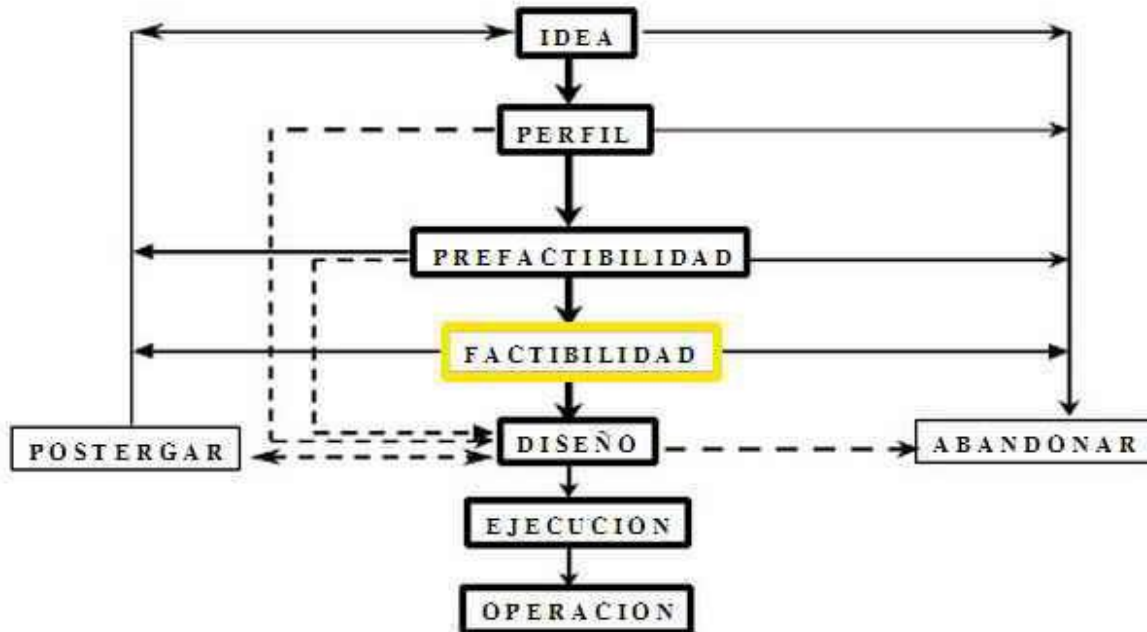 IDEA
PERFIL
PREFACTIBILIDAD
FACTIBILIDAD
DISEÑO
POSTERGAR
ABANDONAR
EJECUCION
OPERACION